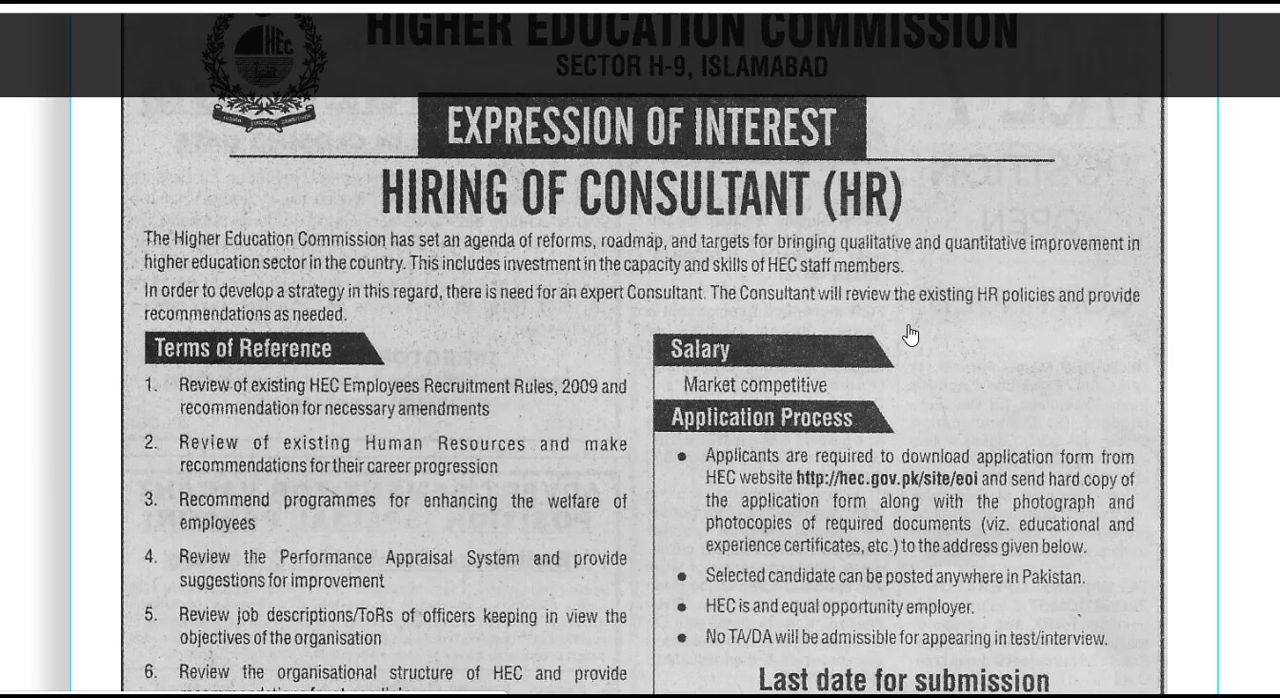 HIGHER EDUCATION COMMISSION
SECTOR H-9, ISLAMABAD
HEC
EXPRESSION OF INTEREST
HIRING OF CONSULTANT (HR)
The Higher Education Commission has set an agenda of reforms, roadmap, and targets for bringing qualitative and quantitative improvement in
higher education sector in the country. This includes investment in the capacity and skills of HEC staff members.
In order to develop a strategy in this regard, there is need for an expert Consultant. The Consultant will review the existing HR policies and provide
recommendations as needed.
Terms of Reference
1. Review of existing HEC Employees Recruitment Rules, 2009 and
recommendation for necessary amendments
2. Review of existing Human Resources and make
recommendations for their career progression
3. Recommend programmes for enhancing the welfare of
employees
4. Review the Performance Appraisal System and provide
suggestions for improvement
5. Review job descriptions/ToRs of officers keeping in view the
objectives of the organisation
6. Review the organisational structure of HEC and provide
Salary
Market competitive
Application Process
• Applicants are required to download application form from
HEC website http://hec.gov.pk/site/eoi and send hard copy of
the application form along with the photograph and
photocopies of required documents (viz. educational and
experience certificates, etc.) to the address given below.
• Selected candidate can be posted anywhere in Pakistan.
• HEC is and equal opportunity employer.
• No TA/DA will be admissible for appearing in test/interview.
Last date for submission